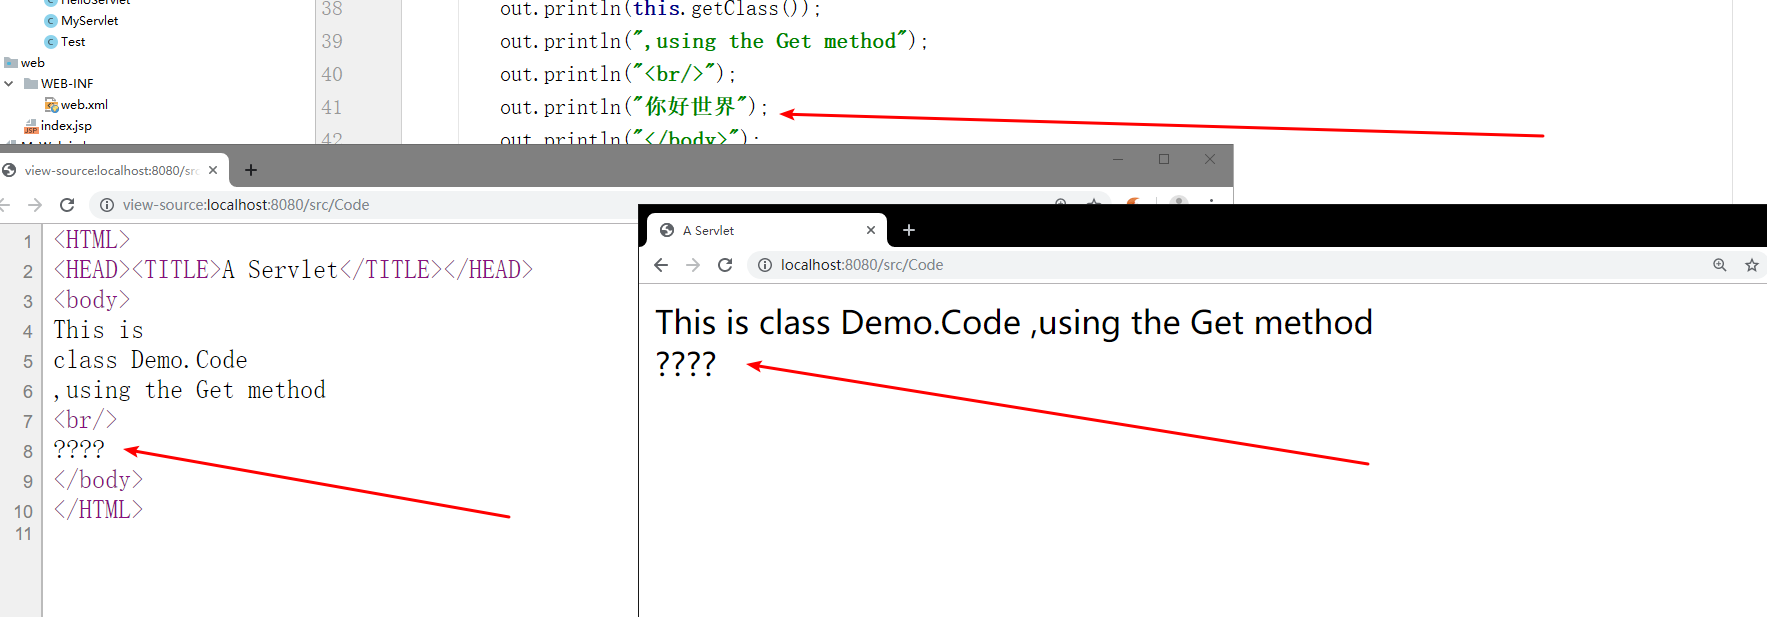 HelloServlet
MyServlet
Test
web
WEB-INF
web.xml
index.jsp
38 out.println(this.getClass());
39 out.println(",using the Get method");
40 out.println("<br/>");
41 out.println("你好世界");
42 out.println("</body>");
view-source:localhost:8080/src
view-source:localhost:8080/src/Code
1 <HTML>
2 <HEAD><TITLE>A Servlet</TITLE></HEAD>
3 <body>
4 This is
5 class Demo.Code
6 ,using the Get method
7 <br/>
8 ????
9 </body>
10 </HTML>
11
A Servlet
localhost:8080/src/Code
This is class Demo.Code ,using the Get method
????